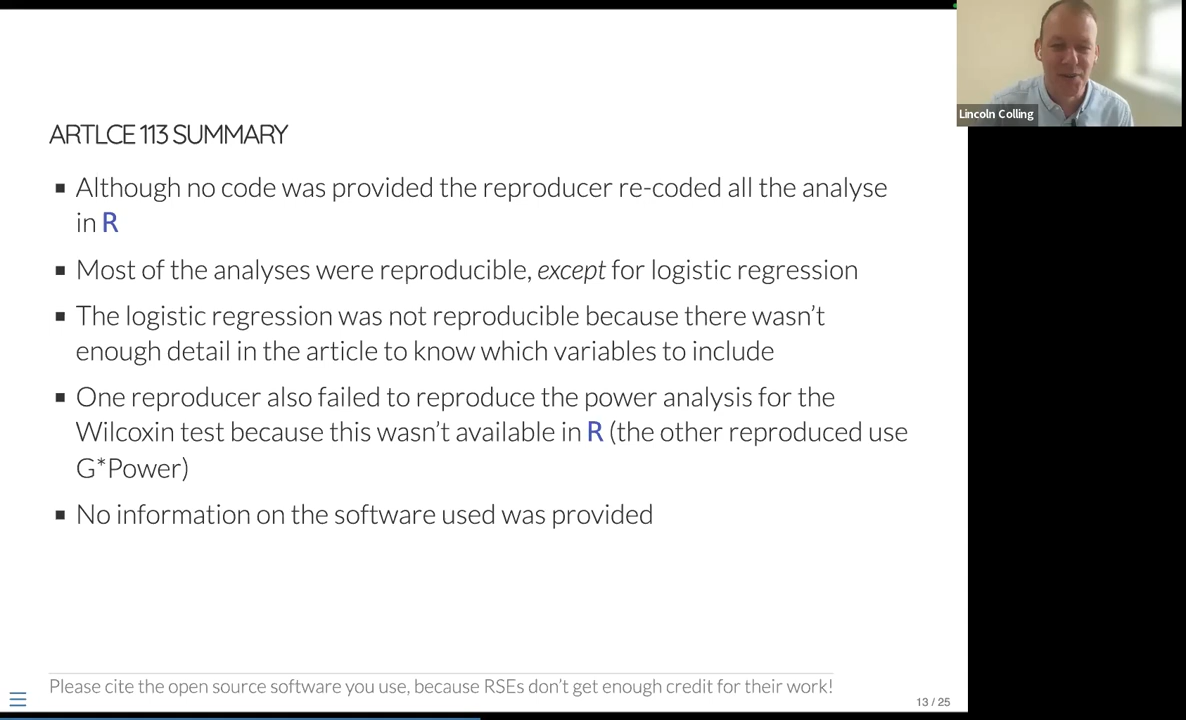 Lincoln Colling
ARTLCE 113 SUMMARY
Although no code was provided the reproducer re-coded all the analyse
in R
Most of the analyses were reproducible, except for logistic regression
The logistic regression was not reproducible because there wasn't
enough detail in the article to know which variables to include
One reproducer also failed to reproduce the power analysis for the
Wilcoxin test because this wasn't available in R (the other reproduced use
G*Power)
No information on the software used was provided
Please cite the open source software you use, because RSEs don't get enough credit for their work!
13 / 25